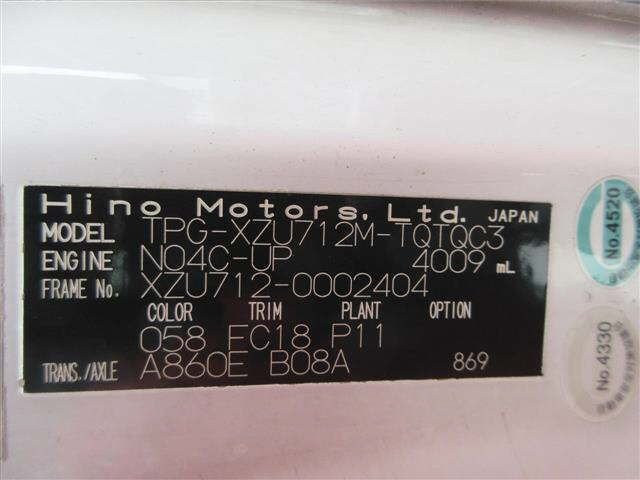 Hino Motors, Ltd. JAPAN
MODEL TPG-XZU712M-TQTQC3
ENGINE N04C-UP 4009 mL
FRAME No. XZU712-0002404
COLOR TRIM PLANT OPTION
058 FC18 P11
TRANS./AXLE A860E B08A 869
No.4520
No.4330